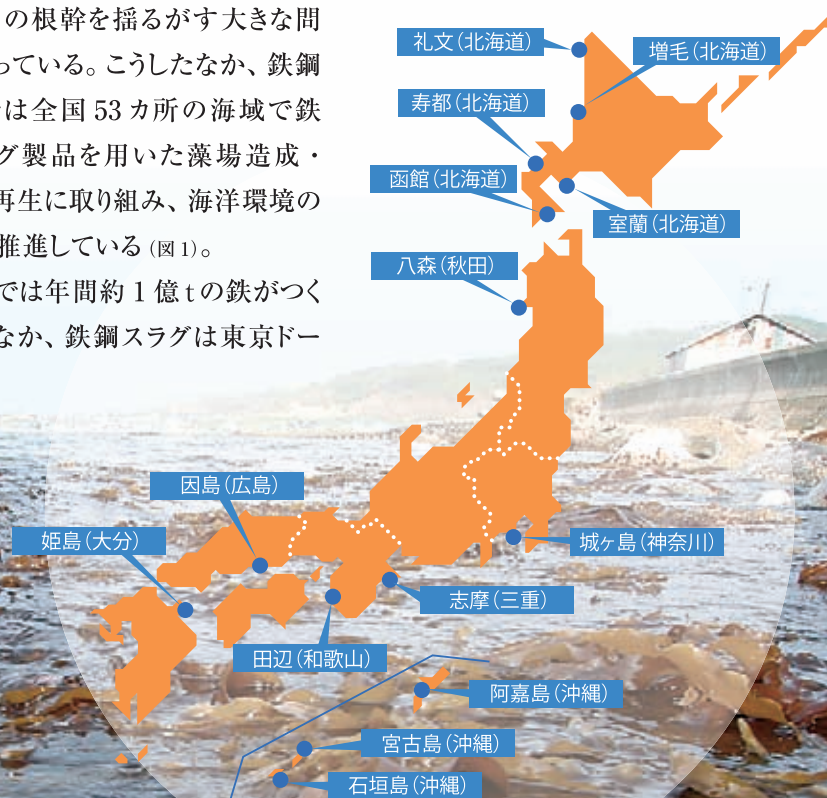 の根幹を揺るがす大きな問
っている。こうしたなか、鉄鋼
は全国53カ所の海域で鉄
グ製品を用いた藻場造成・
再生に取り組み、海洋環境の
推進している(図1)。
では年間約1億tの鉄がつく
なか、鉄鋼スラグは東京ドー
礼文(北海道)
増毛(北海道)
寿都(北海道)
函館(北海道)
室蘭(北海道)
八森(秋田)
因島(広島)
姫島(大分)
城ヶ島(神奈川)
志摩(三重)
田辺(和歌山)
阿嘉島(沖縄)
宮古島(沖縄)
石垣島(沖縄)